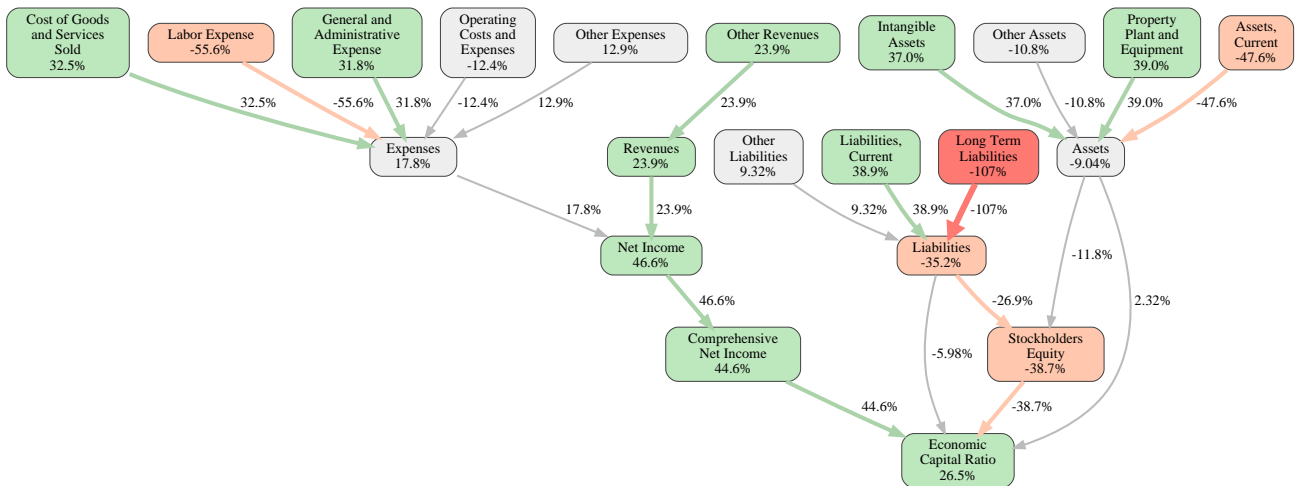 Cost of Goods
and Services
Sold
32.5%
Labor Expense
-55.6%
General and
Administrative
Expense
31.8%
Operating
Costs and
Expenses
-12.4%
Other Expenses
12.9%
Other Revenues
23.9%
Intangible
Assets
37.0%
Other Assets
-10.8%
Property
Plant and
Equipment
39.0%
Assets,
Current
-47.6%
32.5%
-55.6%
31.8%
-12.4%
12.9%
23.9%
37.0%
-10.8%
39.0%
-47.6%
Expenses
17.8%
Revenues
23.9%
Other
Liabilities
9.32%
Liabilities,
Current
38.9%
Long Term
Liabilities
-107%
Assets
-9.04%
17.8%
23.9%
9.32%
38.9%
-107%
Net Income
46.6%
Liabilities
-35.2%
-11.8%
46.6%
-26.9%
2.32%
Comprehensive
Net Income
44.6%
-5.98%
Stockholders
Equity
-38.7%
44.6%
-38.7%
Economic
Capital Ratio
26.5%